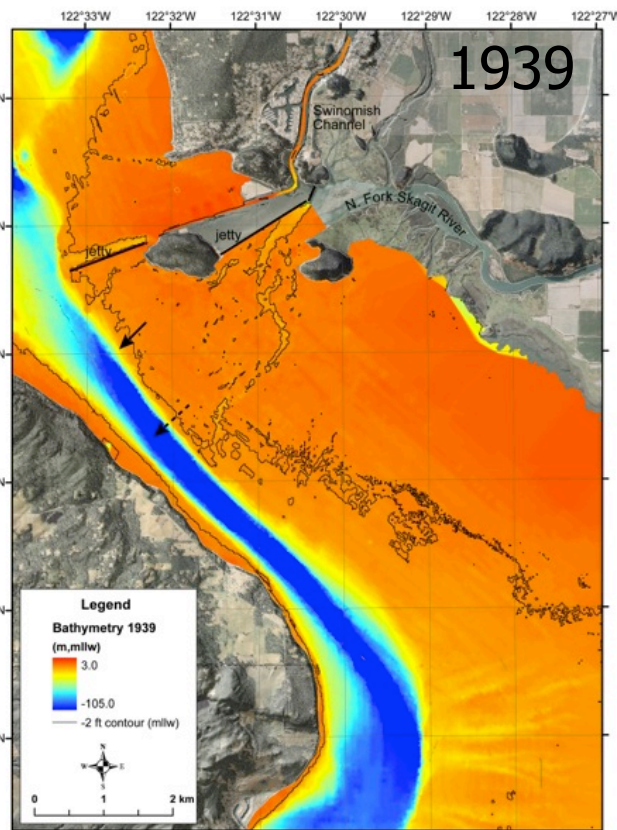 122°33'W 122°32'W 122°31'W 122°30'W 122°29'W 122°28'W 122°27'W
1939
Swinomish
Channel
N. Fork Skagit River
jetty
jetty
N
N
N
N
N
N
Legend
Bathymetry 1939
(m,mllw)
3.0
-105.0
-2 ft contour (mllw)
N
W E
S
0 1 2 km